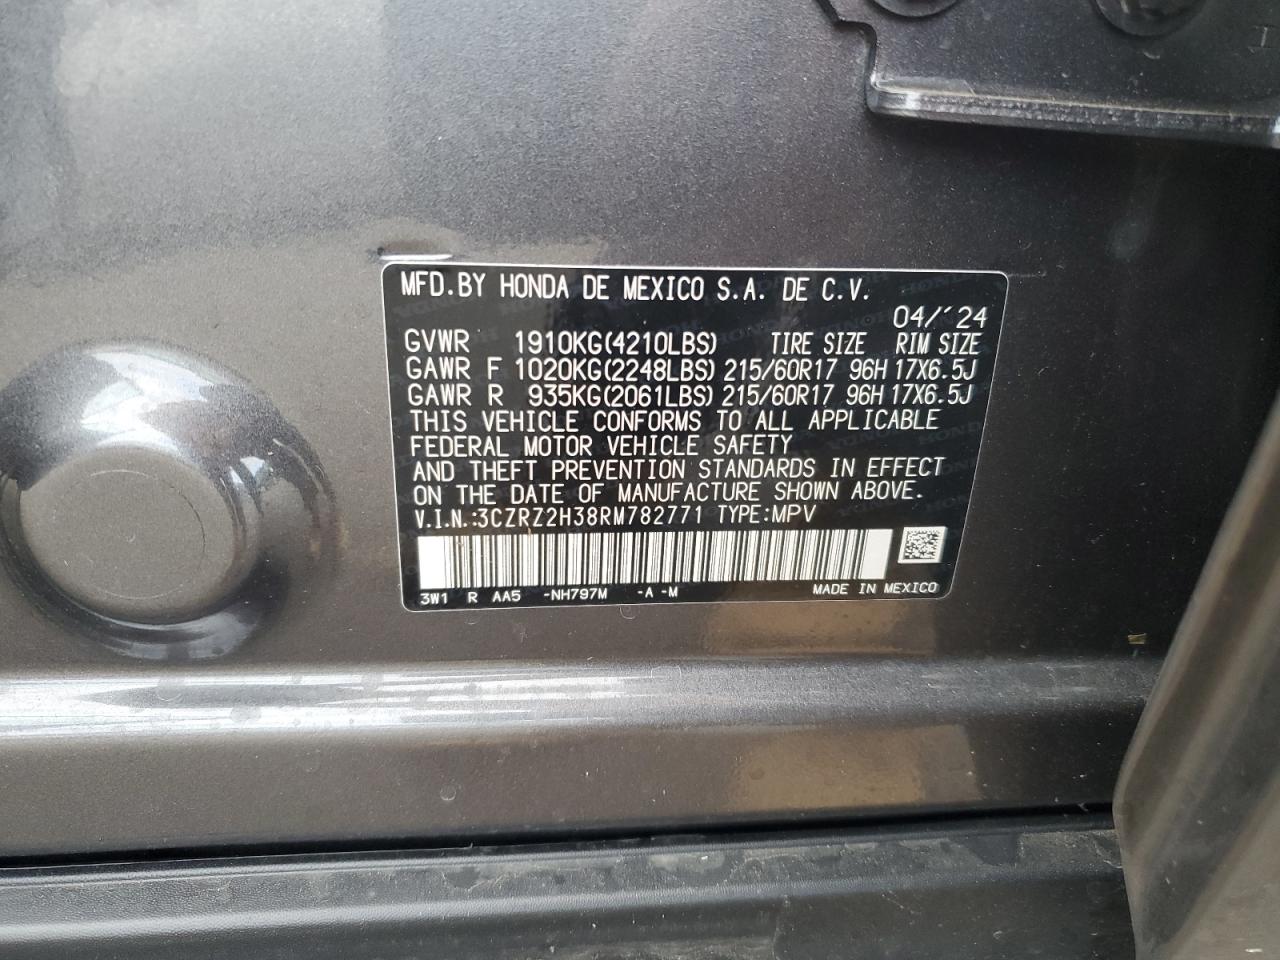 MFD.BY HONDA DE MEXICO S.A. DE C.V.
04/´24
GVWR 1910KG(4210LBS) TIRE SIZE RIM SIZE
GAWR F 1020KG(2248LBS) 215/60R17 96H 17X6.5J
GAWR R 935KG(2061LBS) 215/60R17 96H 17X6.5J
THIS VEHICLE CONFORMS TO ALL APPLICABLE
FEDERAL MOTOR VEHICLE SAFETY
AND THEFT PREVENTION STANDARDS IN EFFECT
ON THE DATE OF MANUFACTURE SHOWN ABOVE.
V.I.N.:3CZRZ2H38RM782771 TYPE:MPV
3W1 R AA5 -NH797M -A -M MADE IN MEXICO